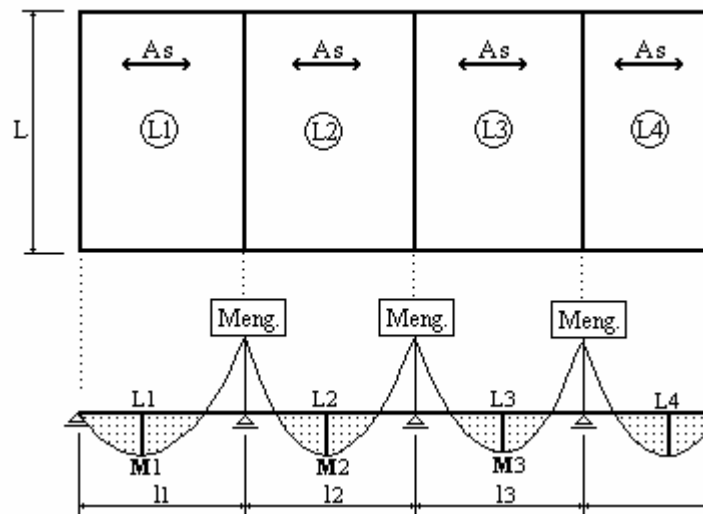 As As As As
L L1 L2 L3 L4
Meng. Meng. Meng.
L1 L2 L3 L4
M1 M2 M3
l1 l2 l3